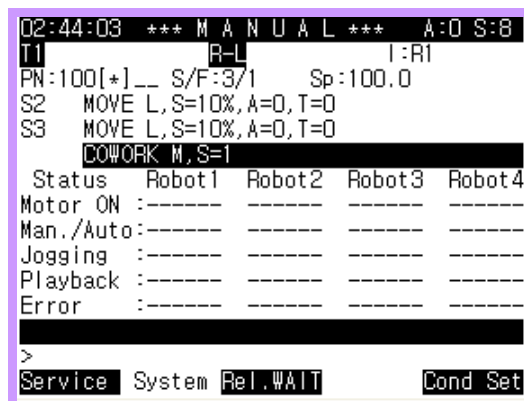 02:44:03 *** M A N U A L *** A:0 S:8
T1 R-L I:R1
PN:100[*]__ S/F:3/1 Sp:100.0
S2 MOVE L,S=10%,A=0,T=0
S3 MOVE L,S=10%,A=0,T=0
COWORK M,S=1
Status Robot1 Robot2 Robot3 Robot4
Motor ON :------ ------ ------ ------
Man./Auto:------ ------ ------ ------
Jogging :------ ------ ------ ------
Playback :------ ------ ------ ------
Error :------ ------ ------ ------
>
Service System Rel.WAIT Cond Set